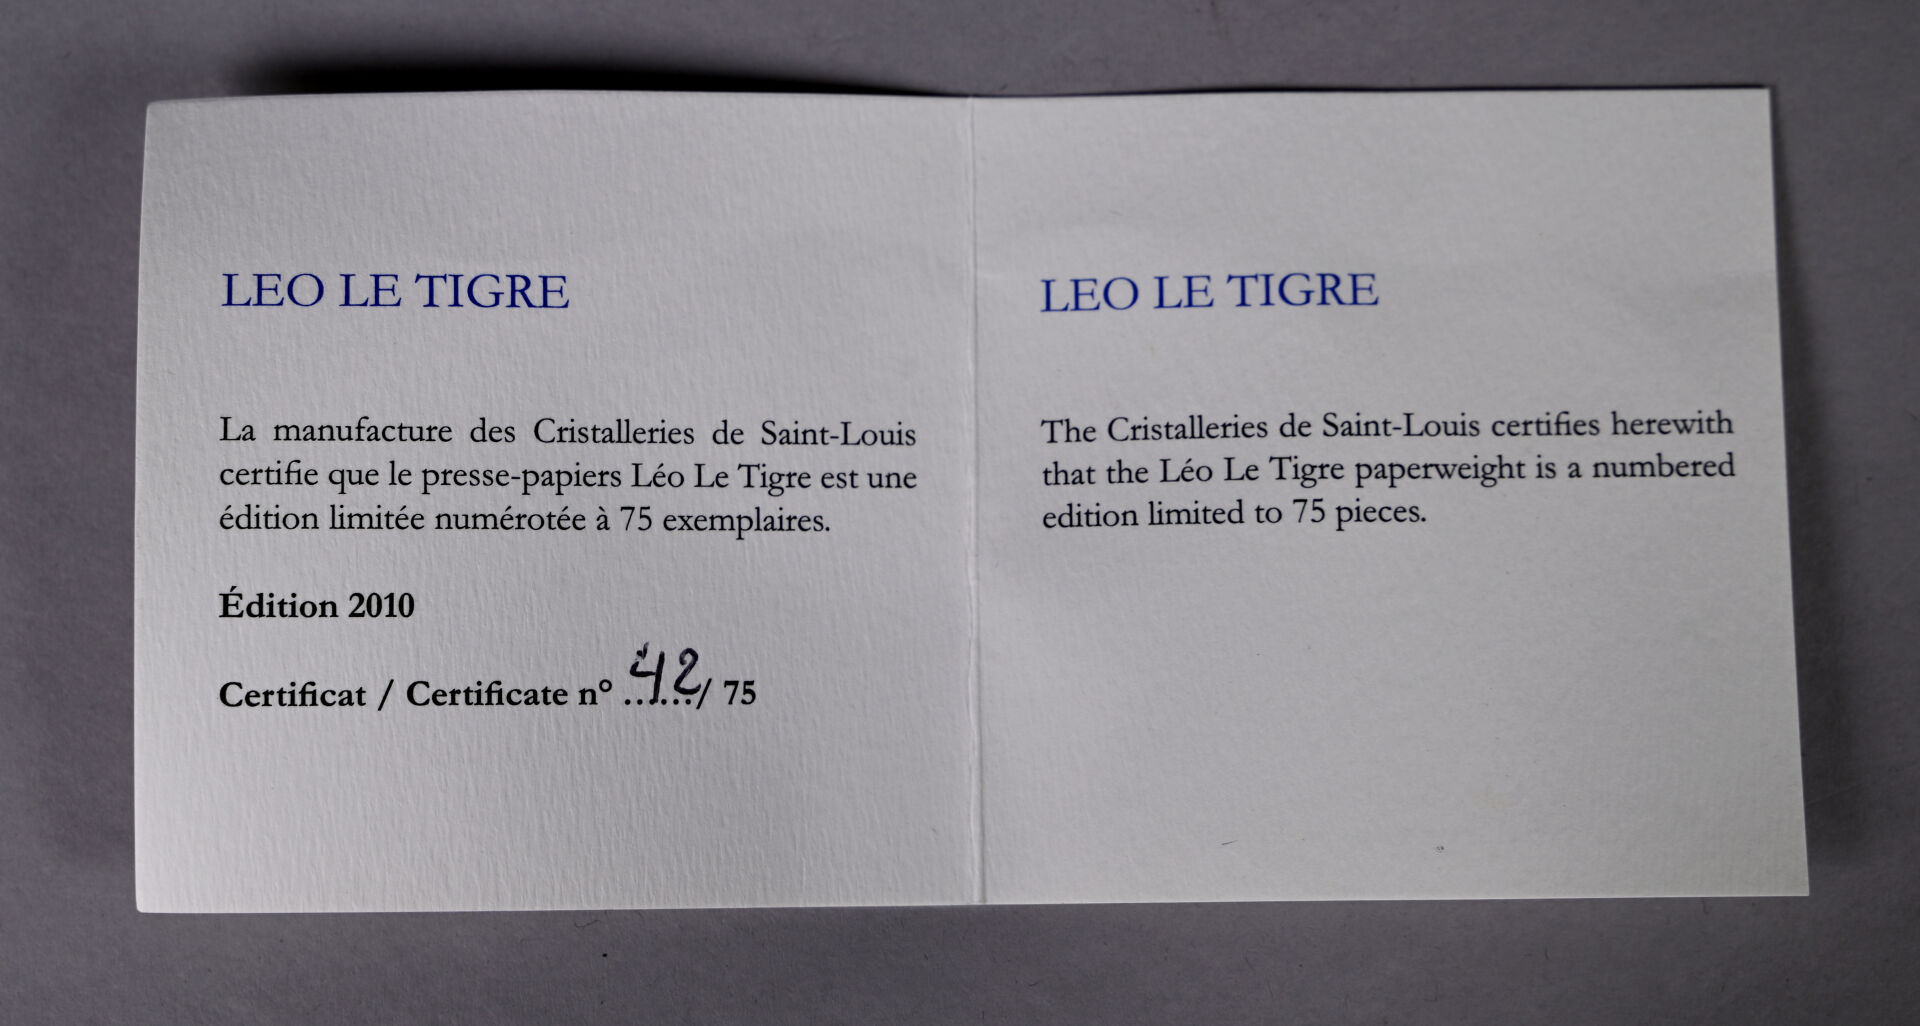 LEO LE TIGRE
La manufacture des Cristalleries de Saint-Louis
certifie que le presse-papiers Léo Le Tigre est une
édition limitée numérotée à 75 exemplaires.
Édition 2010
Certificat / Certificate n° 42/ 75
LEO LE TIGRE
The Cristalleries de Saint-Louis certifies herewith
that the Léo Le Tigre paperweight is a numbered
edition limited to 75 pieces.